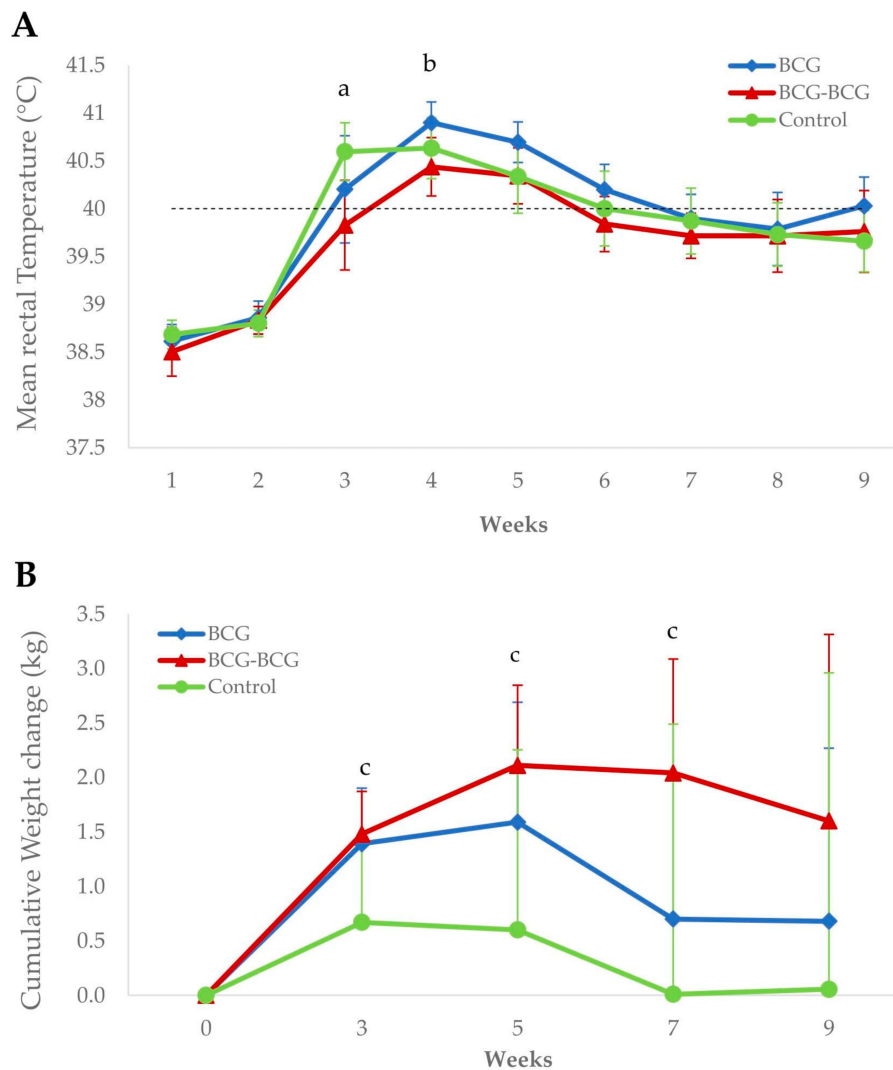 A
Mean rectal Temperature (°C)
41.5
41
40.5
40
39.5
39
38.5
38
37.5
a
b
BCG
BCG-BCG
Control
1 2 3 4 5 6 7 8 9
Weeks
B
Cumulative Weight change (kg)
3.5
3.0
2.5
2.0
1.5
1.0
0.5
0.0
BCG
BCG-BCG
Control
c
c
c
0 3 5 7 9
Weeks